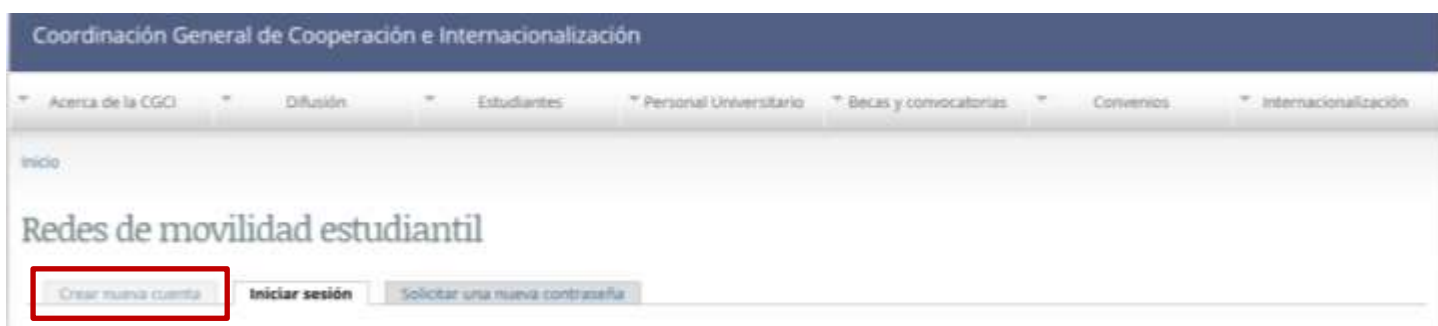 Coordinación General de Cooperación e Internacionalización
Acerca de la CGCI Difusión Estudiantes Personal Universitario Becas y convocatorias Convenios Internacionalización
Inicio
Redes de movilidad estudiantil
Crear nueva cuenta Iniciar sesión Solicitar una nueva contraseña